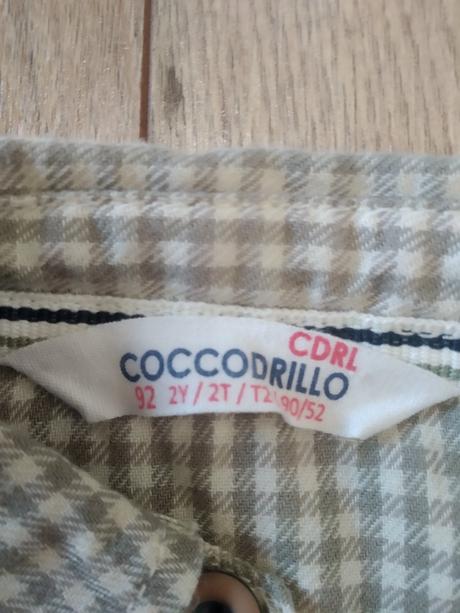 CDRL
COCCODRILLO
92 2Y / 2T / T2 90/52